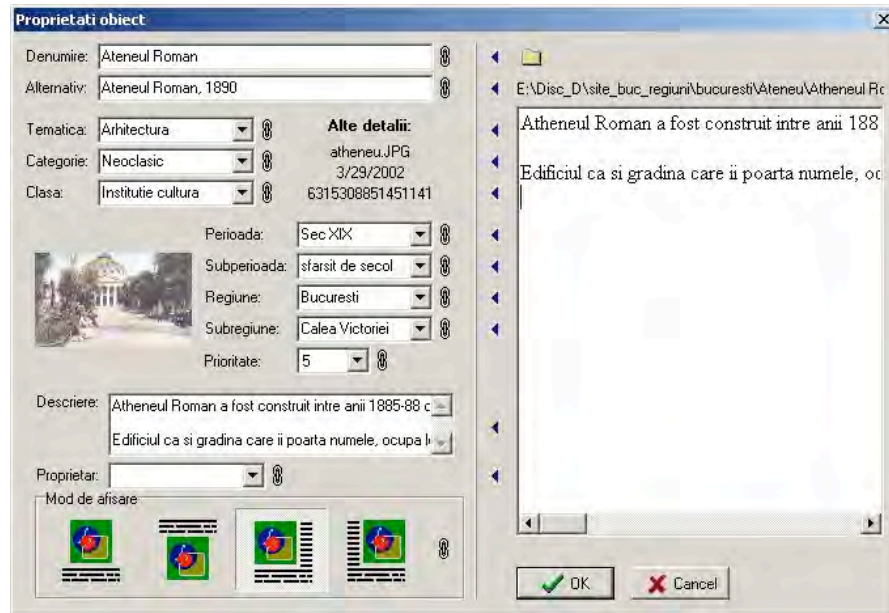 Proprietati obiect
Denumire: Ateneul Roman
Alternativ: Ateneul Roman, 1890
Tematica: Arhitectura
Categorie: Neoclasic
Clasa: Institutie cultura
Alte detalii:
atheneu.JPG
3/29/2002
6315308851451141
Perioada: Sec XIX
Subperioada: sfarsit de secol
Regiune: Bucuresti
Subregiune: Calea Victoriei
Prioritate: 5
Descriere: Atheneul Roman a fost construit intre anii 1885-88 c
Edificiul ca si gradina care ii poarta numele, ocupa
Proprietar:
Mod de afisare
E:\Disc_D\site_buc_regiuni\bucuresti\Ateneu\Atheneul Ro
Atheneul Roman a fost construit intre anii 188
Edificiul ca si gradina care ii poarta numele, oc
OK
Cancel